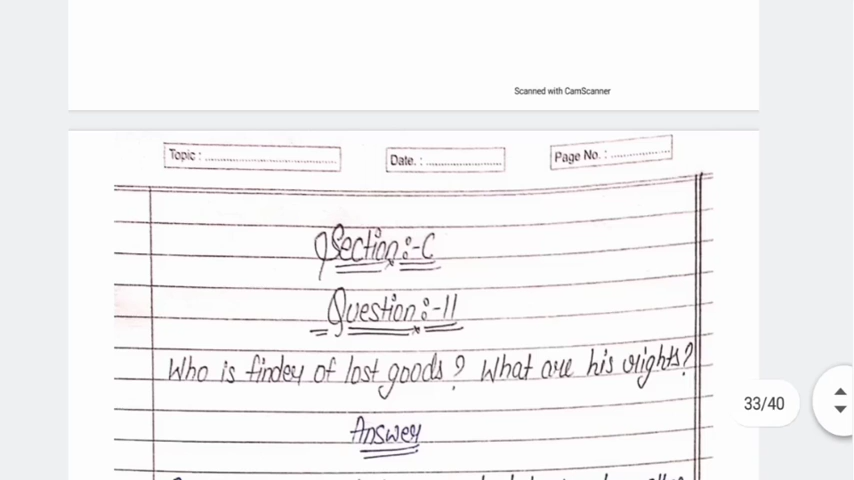 Scanned with CamScanner
Topic : Date. : Page No. :
Section:-C
Question:-11
Who is finder of lost goods? What are his rights?
33/40
Answer